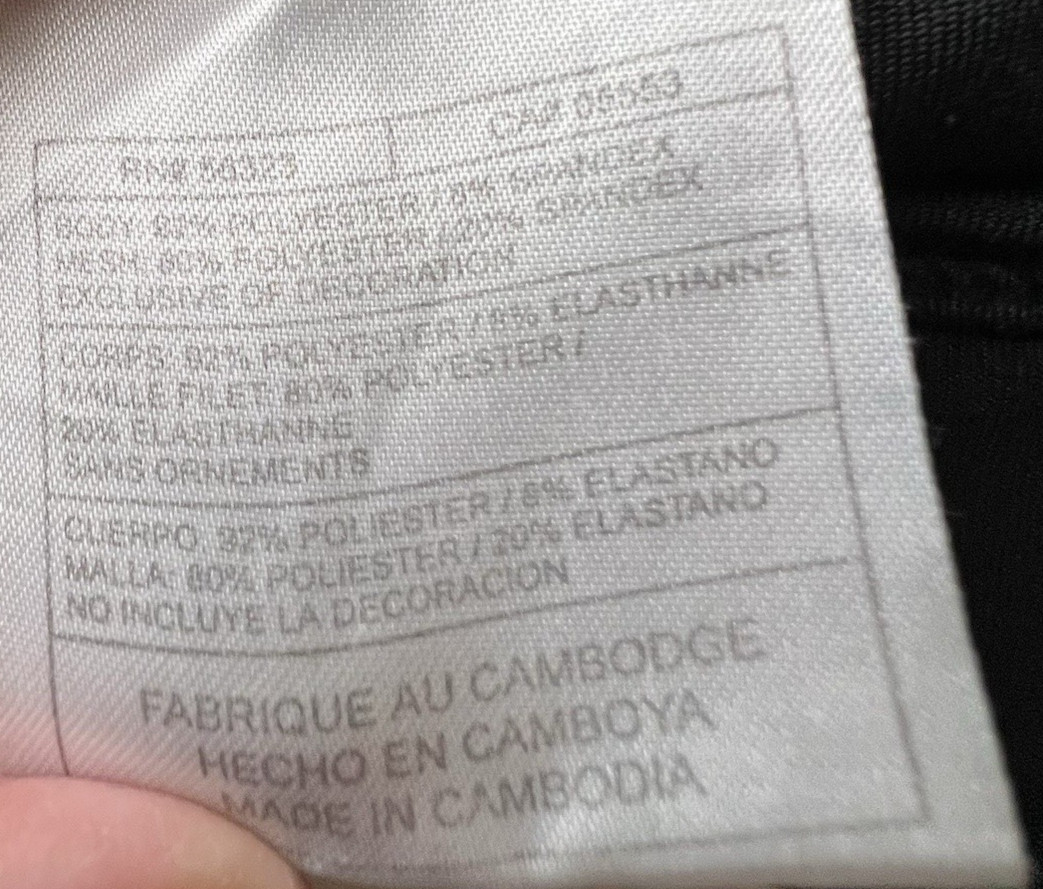 RN# 56323
CA# 05553
BODY: 92% POLYESTER / 8% SPANDEX
MESH: 80% POLYESTER / 20% SPANDEX
EXCLUSIVE OF DECORATION
CORPS: 92% POLYESTER / 8% ELASTHANNE
MAILLE FILET: 80% POLYESTER /
20% ELASTHANNE
SANS ORNEMENTS
CUERPO: 92% POLIESTER / 8% ELASTANO
MALLA: 80% POLIESTER / 20% ELASTANO
NO INCLUYE LA DECORACION
FABRIQUE AU CAMBODGE
HECHO EN CAMBOYA
MADE IN CAMBODIA